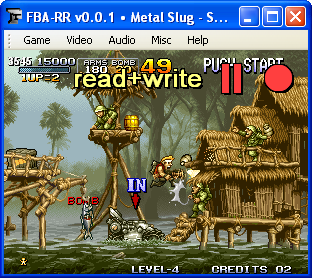 FBA-RR v0.0.1 • Metal Slug - S...
Game Video Audio Misc Help
15000 ARMS BOMB 49 PUSH START
1UP=2 180
read+write
IN
LEVEL-4 CREDITS 02